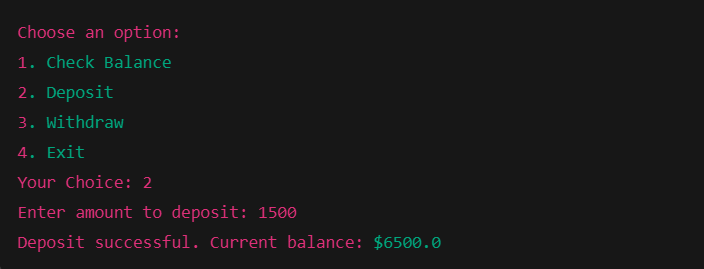 Choose an option:
1. Check Balance
2. Deposit
3. Withdraw
4. Exit
Your Choice: 2
Enter amount to deposit: 1500
Deposit successful. Current balance: $6500.0